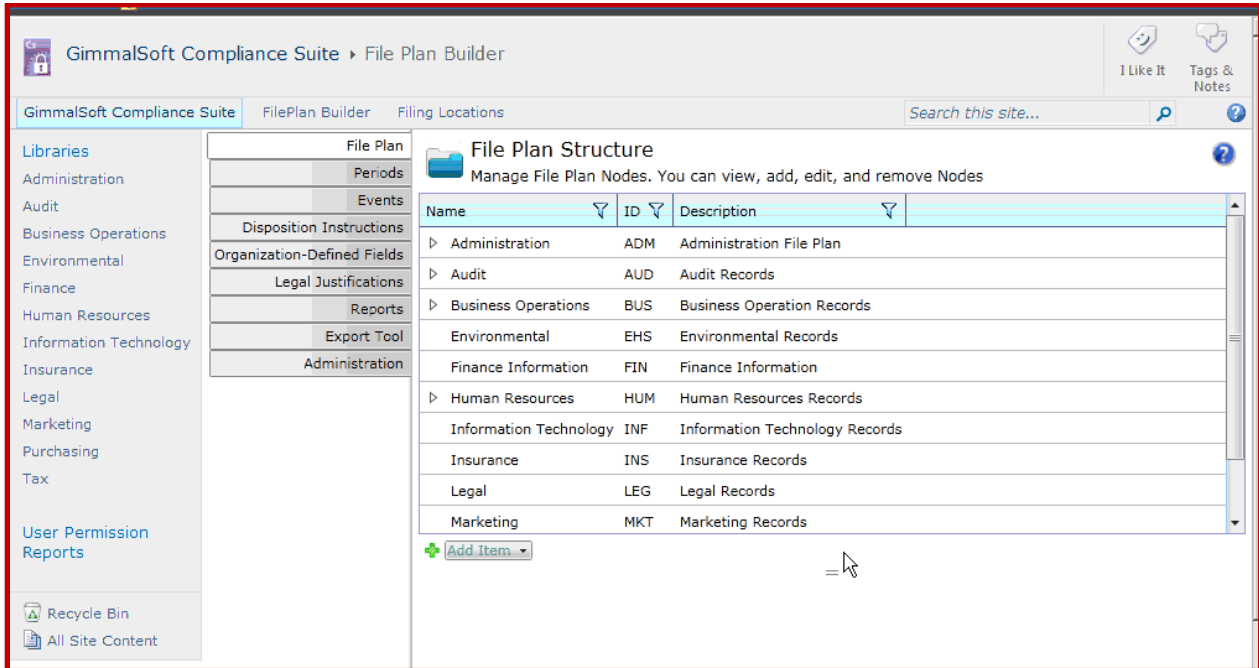 GimmalSoft Compliance Suite ▸ File Plan Builder
I Like It
Tags &
Notes
GimmalSoft Compliance Suite FilePlan Builder Filing Locations
Search this site...
Libraries
Administration
Audit
Business Operations
Environmental
Finance
Human Resources
Information Technology
Insurance
Legal
Marketing
Purchasing
Tax
User Permission
Reports
Recycle Bin
All Site Content
File Plan
Periods
Events
Disposition Instructions
Organization-Defined Fields
Legal Justifications
Reports
Export Tool
Administration
File Plan Structure
Manage File Plan Nodes. You can view, add, edit, and remove Nodes
Name ID Description
Administration ADM Administration File Plan
Audit AUD Audit Records
Business Operations BUS Business Operation Records
Environmental EHS Environmental Records
Finance Information FIN Finance Information
Human Resources HUM Human Resources Records
Information Technology INF Information Technology Records
Insurance INS Insurance Records
Legal LEG Legal Records
Marketing MKT Marketing Records
Add Item